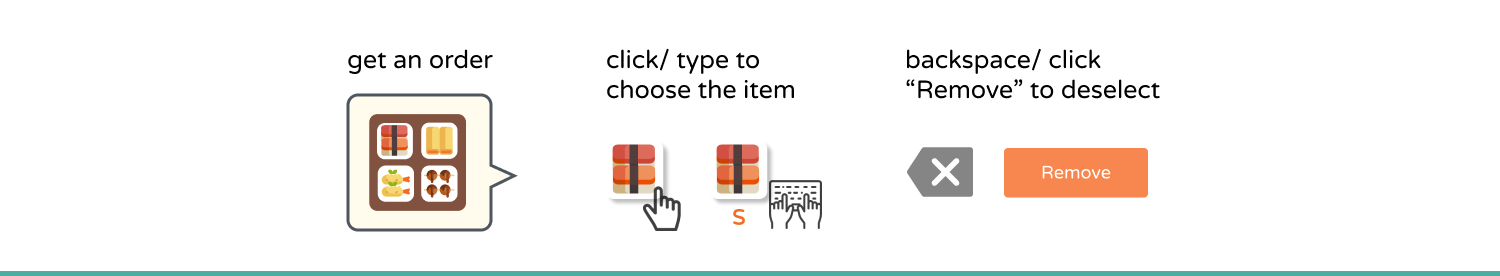 get an order
click/ type to
choose the item
S
backspace/ click
“Remove” to deselect
Remove